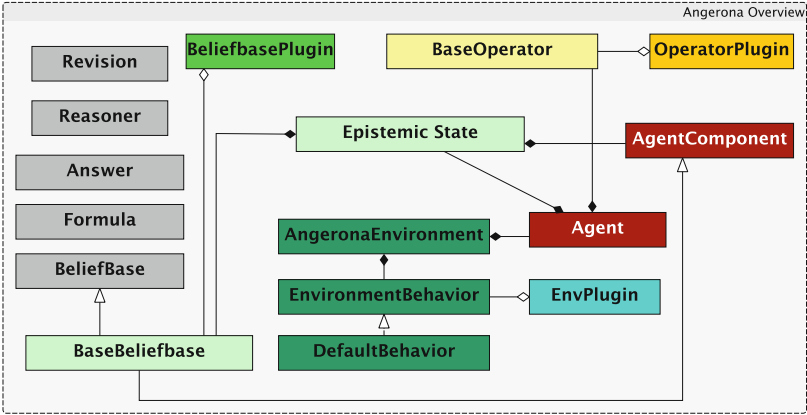 Angerona Overview
Revision
BeliefbasePlugin
BaseOperator
OperatorPlugin
Reasoner
Epistemic State
AgentComponent
Answer
Formula
AngeronaEnvironment
Agent
BeliefBase
EnvironmentBehavior
EnvPlugin
BaseBeliefbase
DefaultBehavior